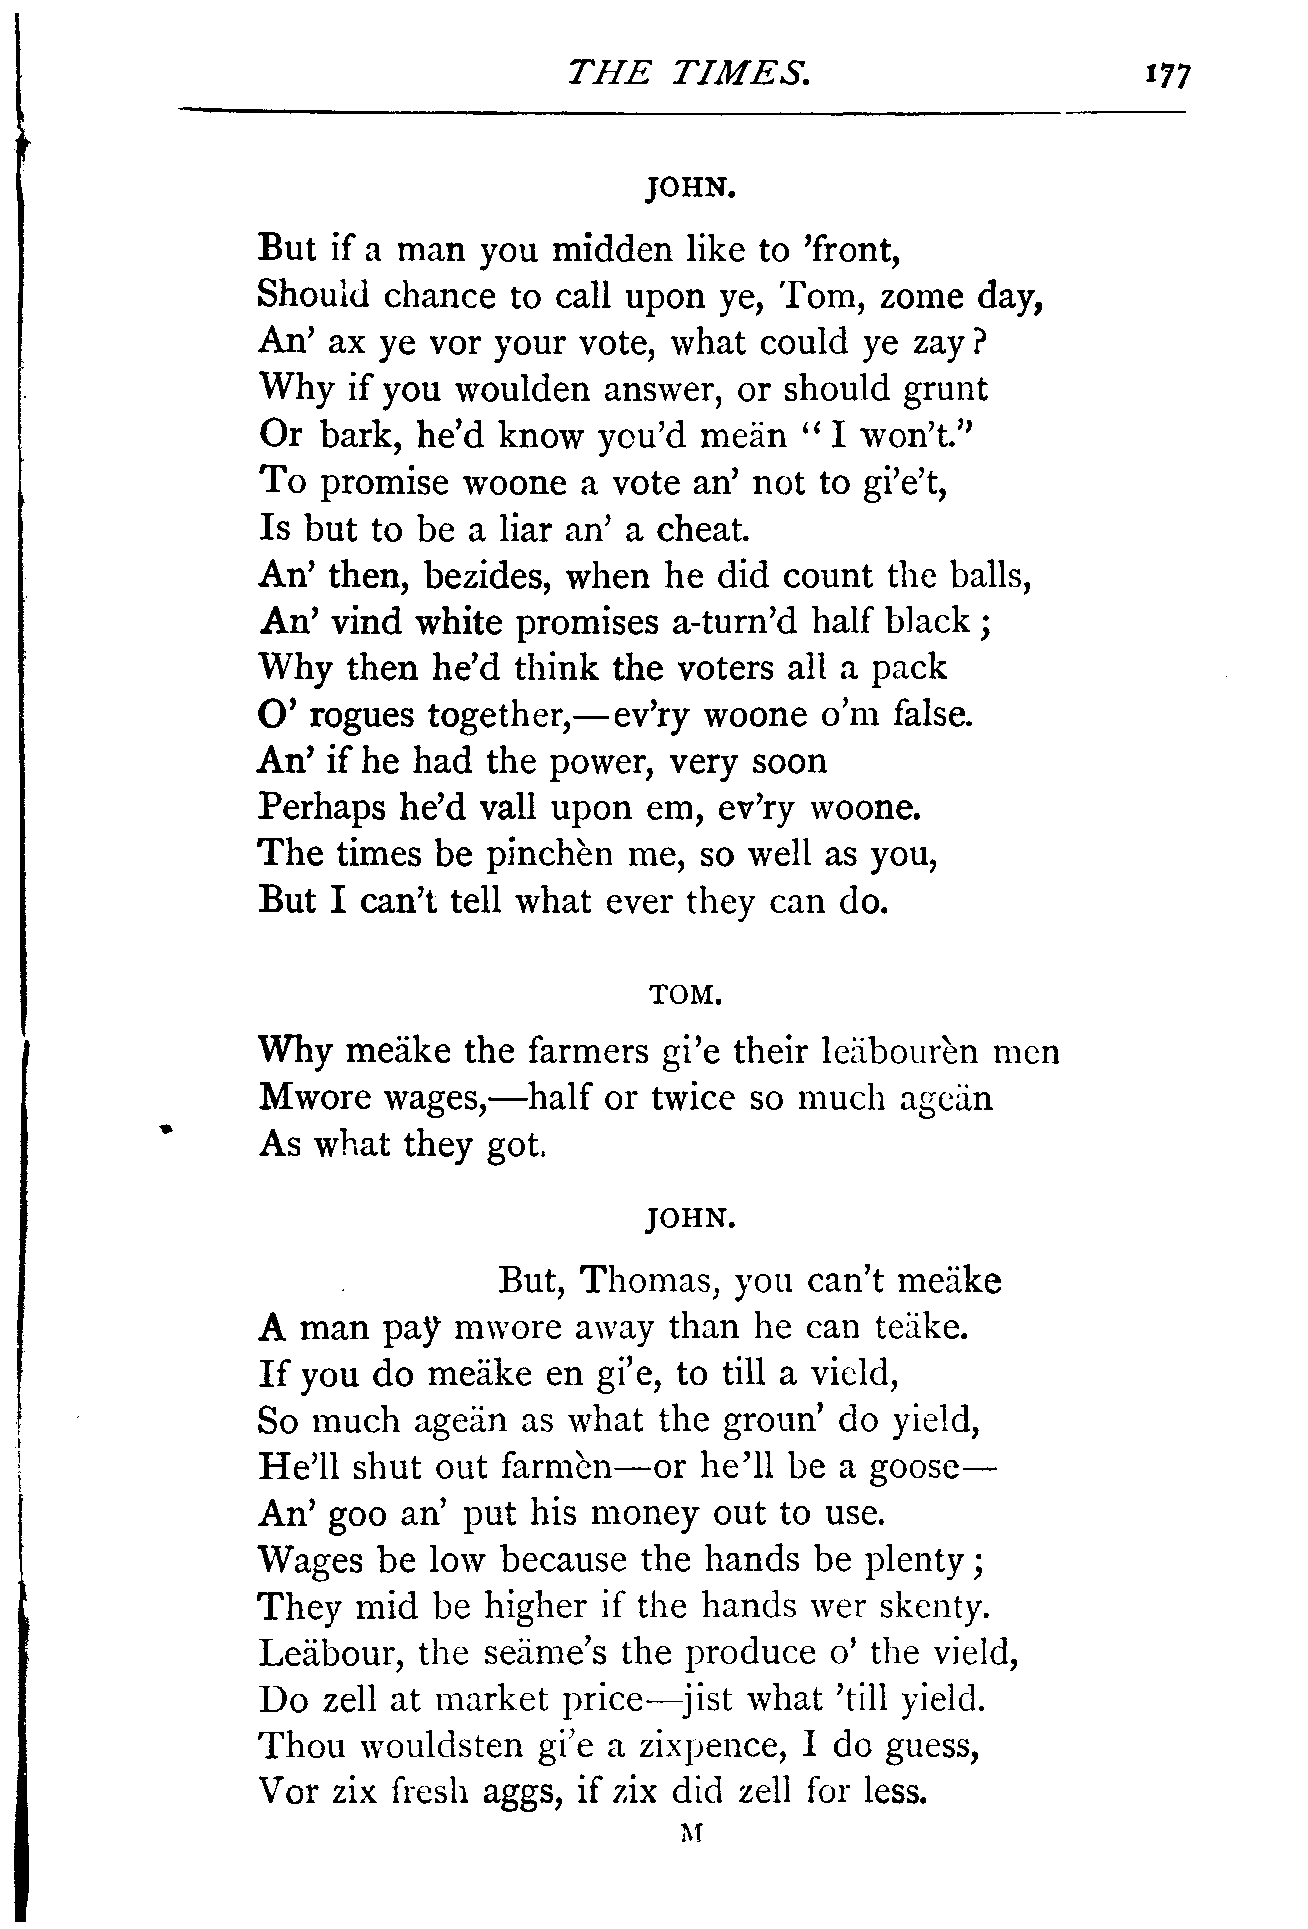 THE TIMES. 177
JOHN.
But if a man you midden like to 'front,
Should chance to call upon ye, Tom, zome day,
An' ax ye vor your vote, what could ye zay?
Why if you woulden answer, or should grunt
Or bark, he'd know you'd meän "I won't."
To promise woone a vote an' not to gi'e't,
Is but to be a liar an' a cheat.
An' then, bezides, when he did count the balls,
An' vind white promises a-turn'd half black;
Why then he'd think the voters all a pack
O' rogues together,—ev'ry woone o'm false.
An' if he had the power, very soon
Perhaps he'd vall upon em, ev'ry woone.
The times be pinchèn me, so well as you,
But I can't tell what ever they can do.
TOM.
Why meäke the farmers gi'e their leäbourèn men
Mwore wages,—half or twice so much ageän
As what they got.
JOHN.
But, Thomas, you can't meäke
A man paÿ mwore away than he can teäke.
If you do meäke en gi'e, to till a vield,
So much ageän as what the groun' do yield,
He'll shut out farmèn—or he'll be a goose—
An' goo an' put his money out to use.
Wages be low because the hands be plenty;
They mid be higher if the hands wer skenty.
Leäbour, the seäme's the produce o' the vield,
Do zell at market price—jist what 'till yield.
Thou wouldsten gi'e a zixpence, I do guess,
Vor zix fresh aggs, if zix did zell for less.
M